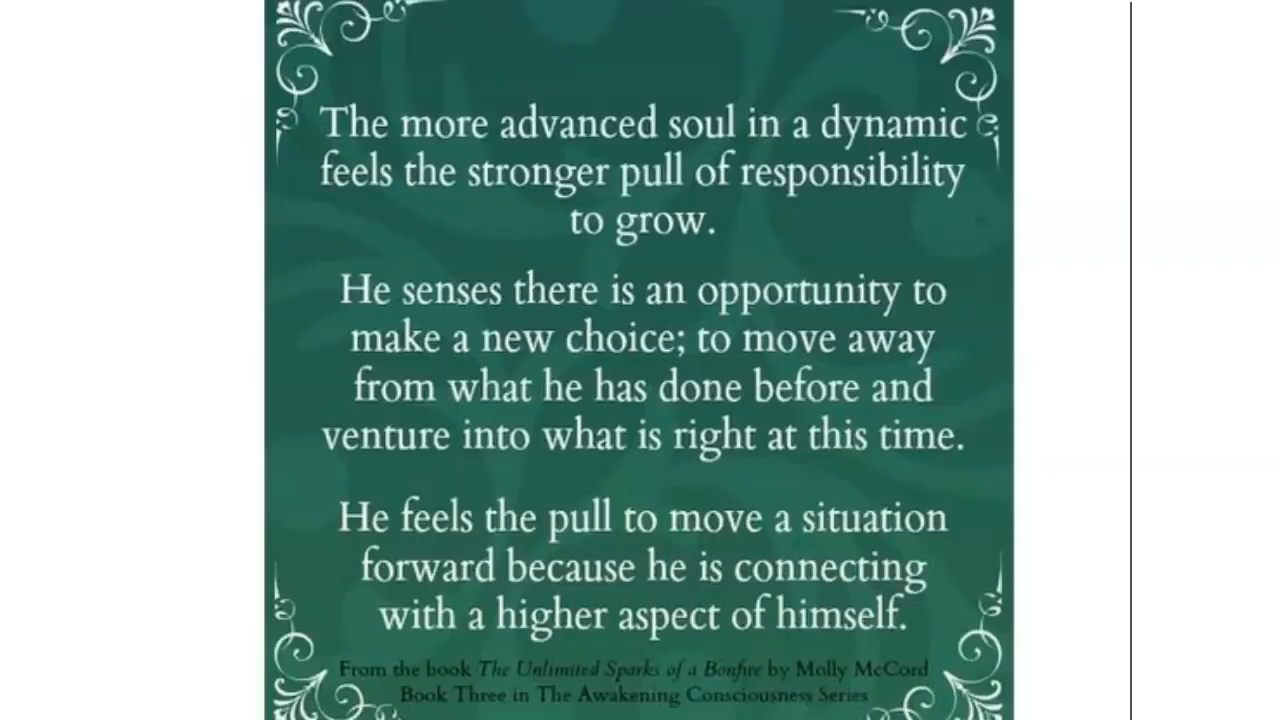 The more advanced soul in a dynamic
feels the stronger pull of responsibility
to grow.
He senses there is an opportunity to
make a new choice; to move away
from what he has done before and
venture into what is right at this time.
He feels the pull to move a situation
forward because he is connecting
with a higher aspect of himself.
From the book The Unlimited Sparks of a Bonfire by Molly McCord
Book Three in The Awakening Consciousness Series